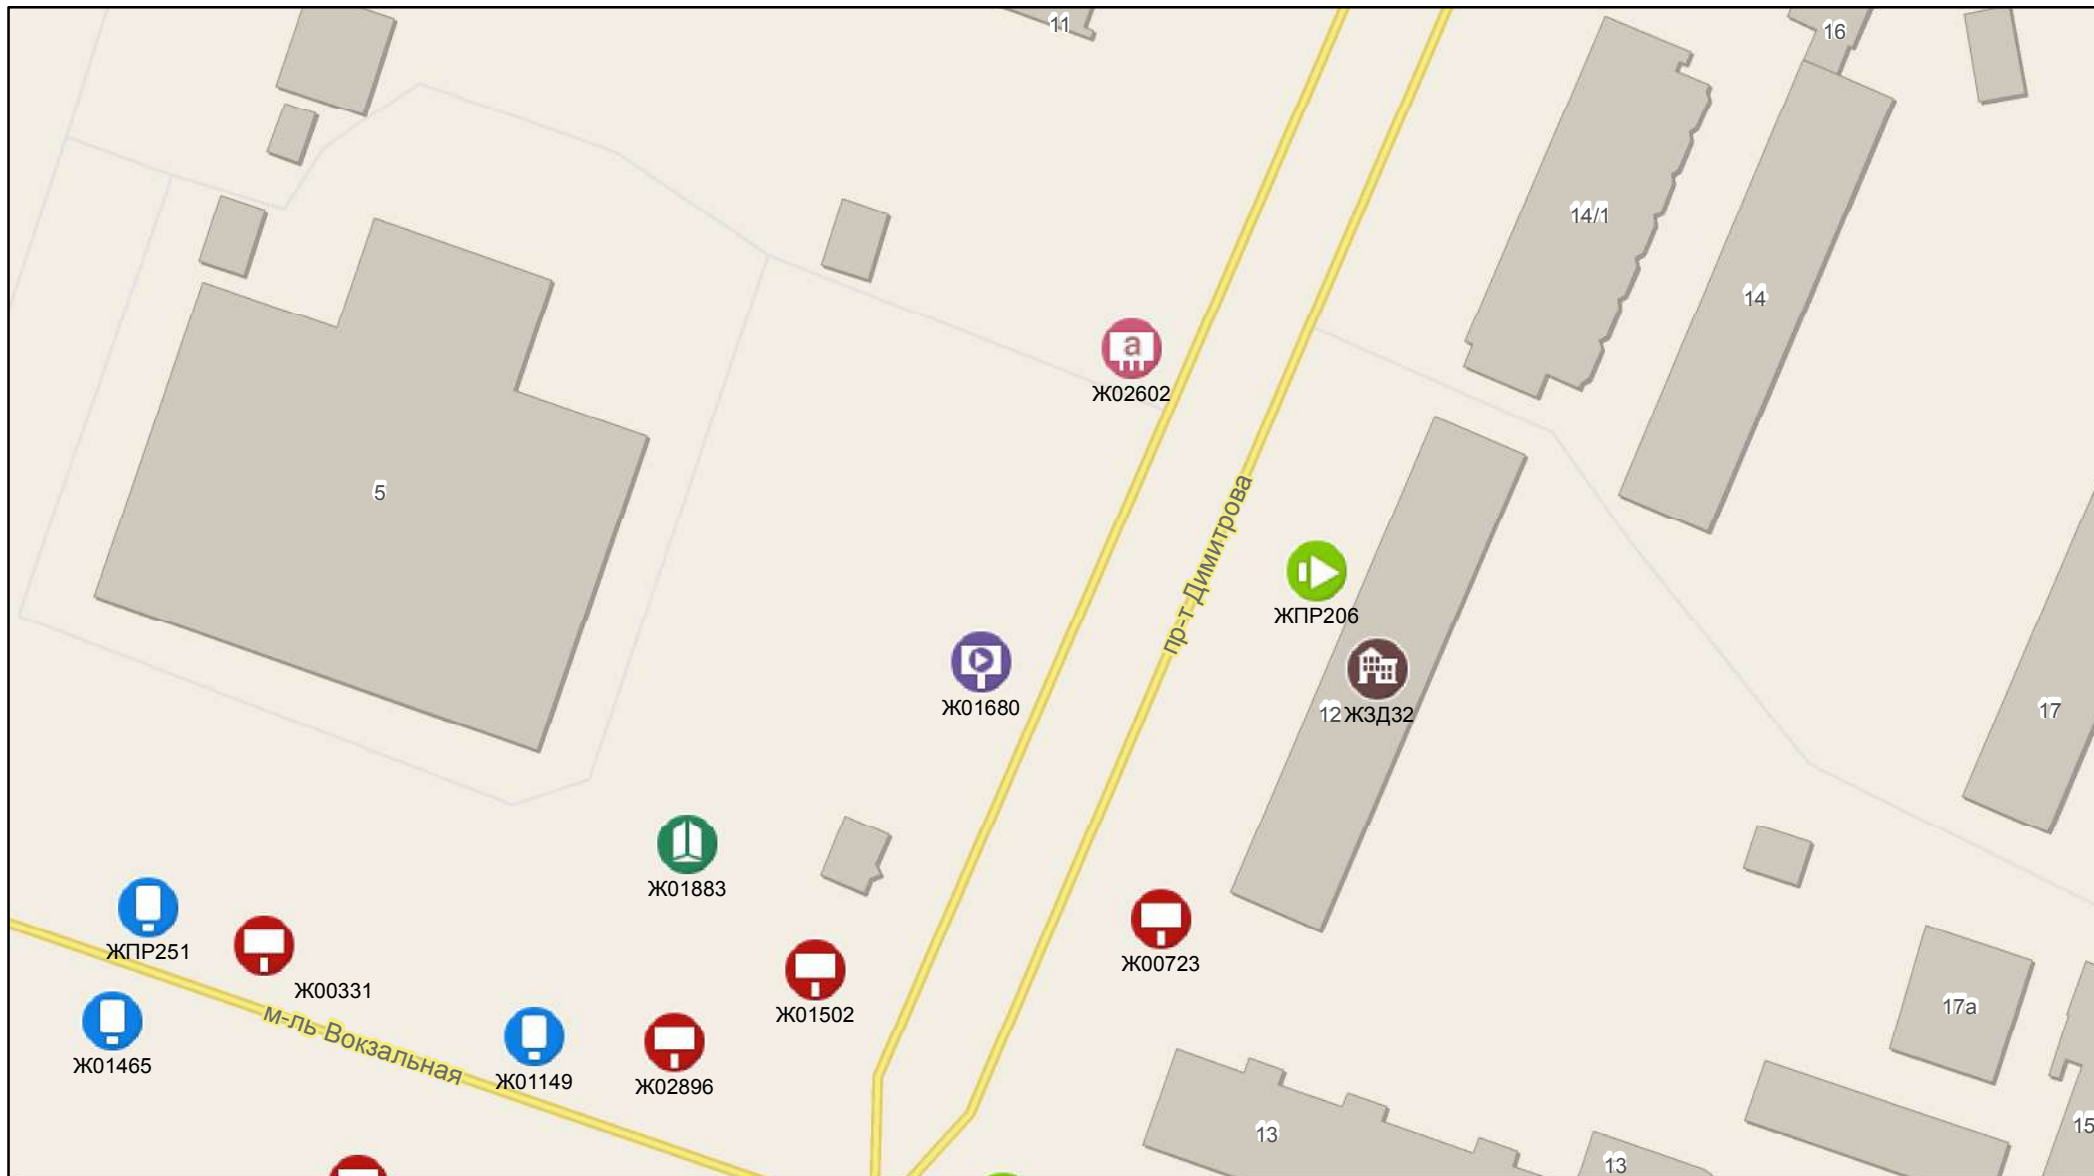 11
16
14/1
14
a
Ж02602
5
пр-т Димитрова
ЖПР206
Ж01680
12
ЖЗД32
17
Ж01883
ЖПР251
Ж00723
Ж00331
Ж01502
17а
м-ль Вокзальная
Ж01465
Ж01149
Ж02896
13
15
13